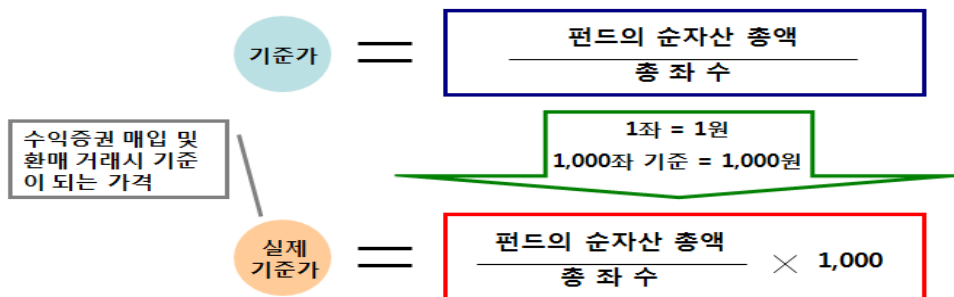 기준가
펀드의 순자산 총액
총 좌 수
수익증권 매입 및
환매 거래시 기준
이 되는 가격
1좌 = 1원
1,000좌 기준 = 1,000원
실제
기준가
펀드의 순자산 총액
총 좌 수
× 1,000